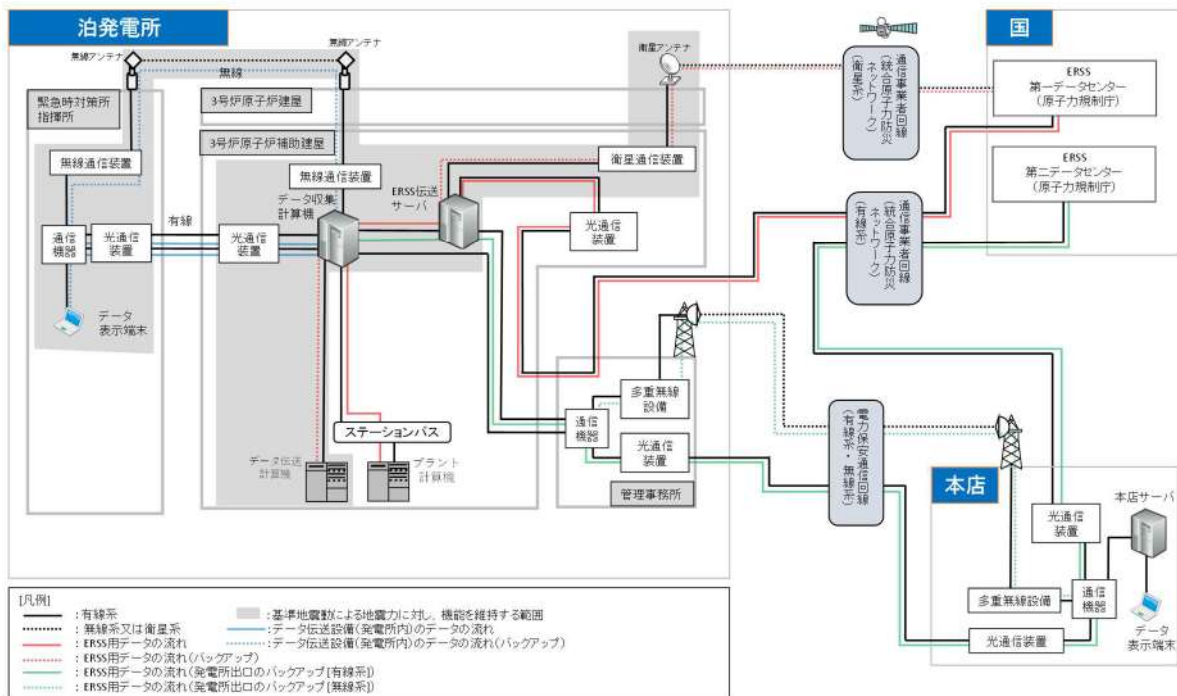 泊発電所
無線アンテナ
無線アンテナ
無線
衛星アンテナ
緊急時対策所
指揮所
3号炉原子炉建屋
3号炉原子炉補助建屋
無線通信装置
無線通信装置
衛星通信装置
データ収集
計算機
ERSS伝送
サーバ
有線
通信
機器
光通信
装置
光通信
装置
光通信
装置
データ
表示端末
ステーションバス
データ伝送
計算機
プラント
計算機
多重無線
設備
通信
機器
光通信
装置
管理事務所
通信事業者回線
(統合原子力防災
ネットワーク)
(衛星系)
通信事業者回線
(統合原子力防災
ネットワーク)
(有線系)
電力保安通信回線
(有線系・無線系)
国
ERSS
第一データセンター
(原子力規制庁)
ERSS
第二データセンター
(原子力規制庁)
本店
本店サーバ
光通信
装置
多重無線設備
通信
機器
光通信装置
データ
表示端末
[凡例]
:有線系
:無線系又は衛星系
:ERSS用データの流れ
:ERSS用データの流れ(バックアップ)
:ERSS用データの流れ(発電所出口のバックアップ[有線系])
:ERSS用データの流れ(発電所出口のバックアップ[無線系])
:基準地震動による地震力に対し,機能を維持する範囲
:データ伝送設備(発電所内)のデータの流れ
:データ伝送設備(発電所内)のデータの流れ(バックアップ)